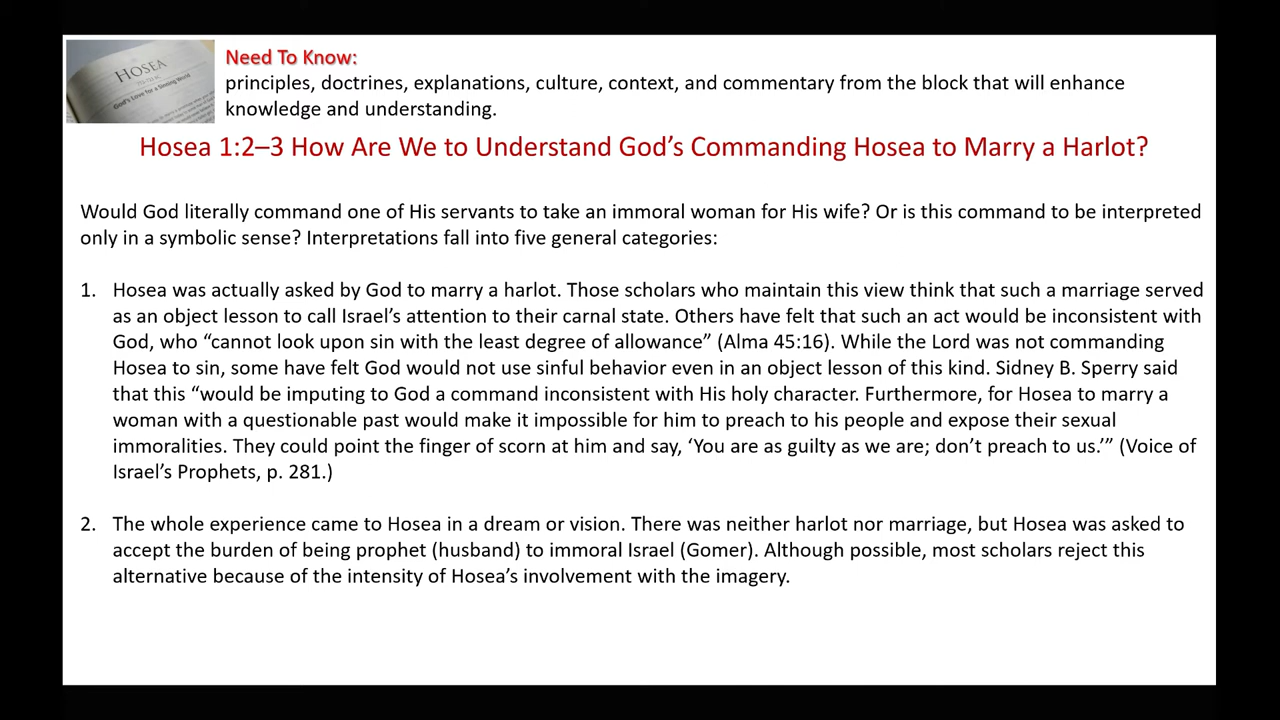 HOSEA
God's Love for a Sinning World
Need To Know:
principles, doctrines, explanations, culture, context, and commentary from the block that will enhance
knowledge and understanding.
Hosea 1:2–3 How Are We to Understand God's Commanding Hosea to Marry a Harlot?
Would God literally command one of His servants to take an immoral woman for His wife? Or is this command to be interpreted
only in a symbolic sense? Interpretations fall into five general categories:
1. Hosea was actually asked by God to marry a harlot. Those scholars who maintain this view think that such a marriage served
as an object lesson to call Israel's attention to their carnal state. Others have felt that such an act would be inconsistent with
God, who “cannot look upon sin with the least degree of allowance” (Alma 45:16). While the Lord was not commanding
Hosea to sin, some have felt God would not use sinful behavior even in an object lesson of this kind. Sidney B. Sperry said
that this “would be imputing to God a command inconsistent with His holy character. Furthermore, for Hosea to marry a
woman with a questionable past would make it impossible for him to preach to his people and expose their sexual
immoralities. They could point the finger of scorn at him and say, ‘You are as guilty as we are; don't preach to us.’” (Voice of
Israel's Prophets, p. 281.)
2. The whole experience came to Hosea in a dream or vision. There was neither harlot nor marriage, but Hosea was asked to
accept the burden of being prophet (husband) to immoral Israel (Gomer). Although possible, most scholars reject this
alternative because of the intensity of Hosea's involvement with the imagery.